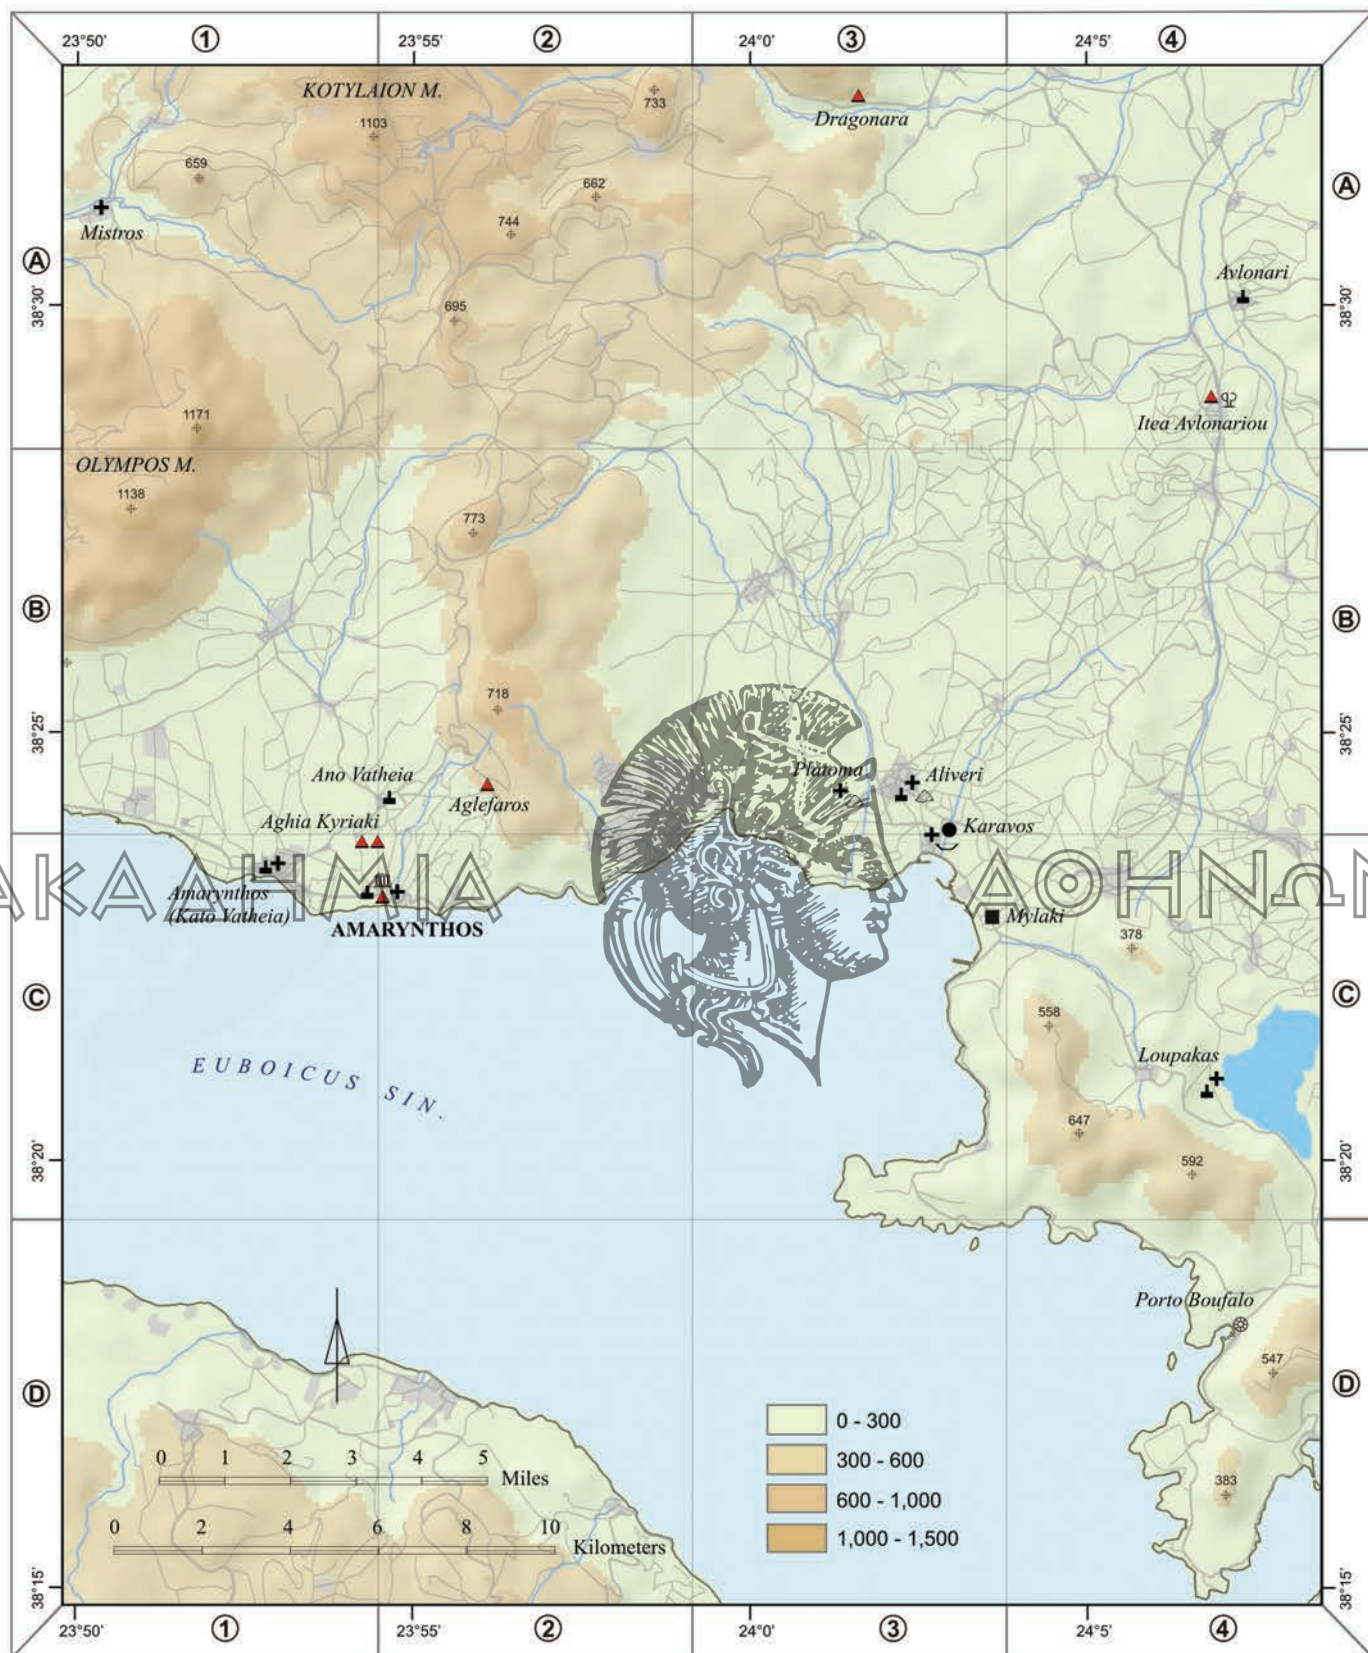 23°50' 1 23°55' 2 24°0' 3 24°5' 4
KOTYLAION M.
1103
733
Dragonara
659
662
A
A
Mistros
744
A
Avlonari
38°30'
695
38°30'
1171
Itea Avlonariou
OLYMPOS M.
1138
773
B
B
718
38°25'
38°25'
Ano Vatheia
Platoma
Aliveri
Aglefaros
Aghia Kyriaki
Karavos
ΑΚΑΔΗΜΙΑ ΑΘΗΝΩΝ
Amarynthos
(Kato Vatheia)
AMARYNTHOS
Mylaki
378
C
C
558
Loupakas
EUBOICUS SIN.
647
592
38°20'
38°20'
Porto Boufalo
547
D
D
0 - 300
300 - 600
600 - 1,000
1,000 - 1,500
383
0 1 2 3 4 5
Miles
0 2 4 6 8 10
Kilometers
38°15'
38°15'
23°50' 1 23°55' 2 24°0' 3 24°5' 4